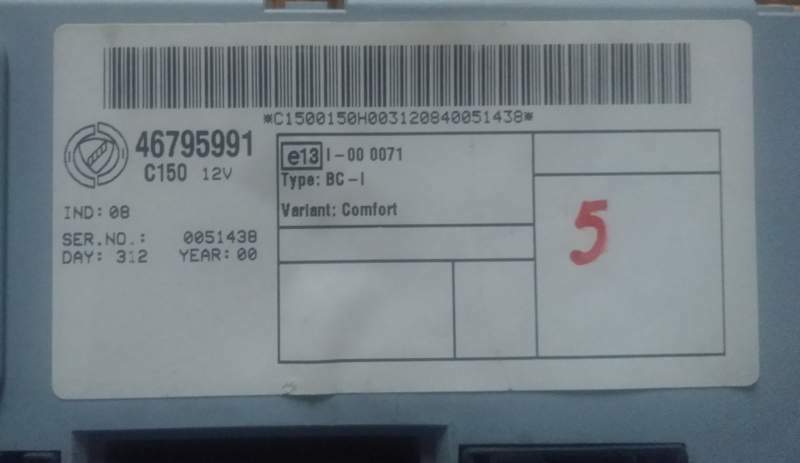 *C1500150H003120840051438*
46795991
C150 12V
e13 I-00 0071
Type: BC-I
Variant: Comfort
IND: 08
SER.NO.: 0051438
DAY: 312 YEAR: 00
5